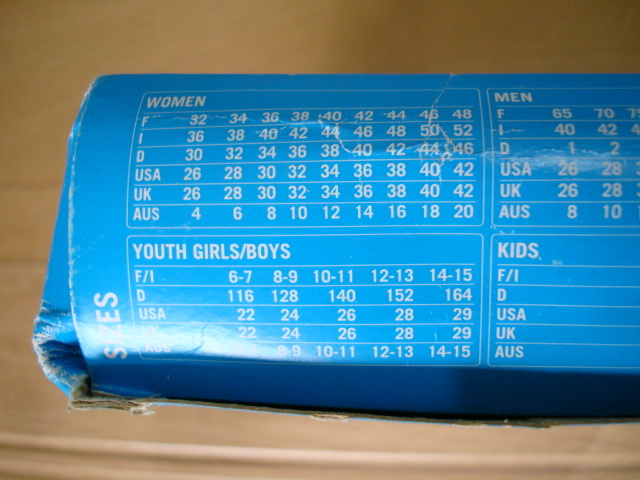 WOMEN
F 32 34 36 38 40 42 44 46 48
I 36 38 40 42 44 46 48 50 52
D 30 32 34 36 38 40 42 44 46
USA 26 28 30 32 34 36 38 40 42
UK 26 28 30 32 34 36 38 40 42
AUS 4 6 8 10 12 14 16 18 20
MEN
F 65 70
I 40 42
D 1 2
USA 26 28
UK 26 28
AUS 8 10
YOUTH GIRLS/BOYS
F/I 6-7 8-9 10-11 12-13 14-15
D 116 128 140 152 164
USA 22 24 26 28 29
UK 22 24 26 28 29
AUS 8-9 10-11 12-13 14-15
KIDS
F/I
D
USA
UK
AUS
SIZES